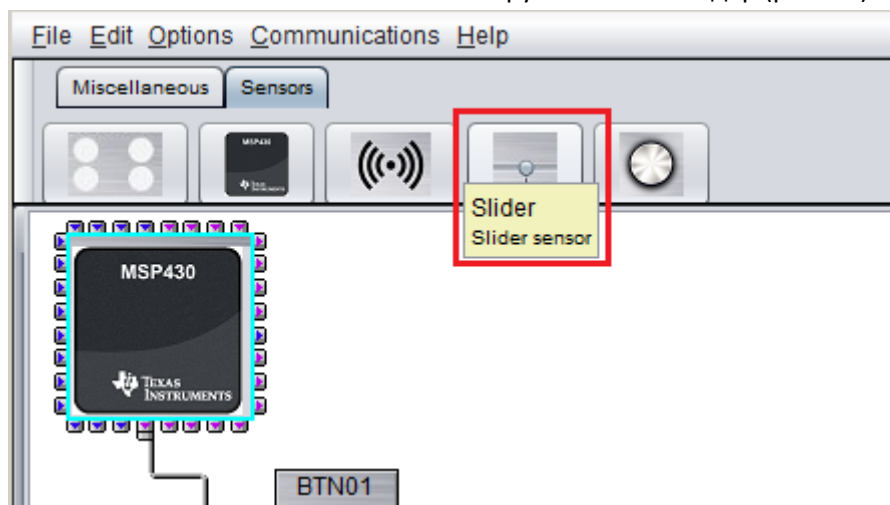 File Edit Options Communications Help
Miscellaneous Sensors
MSP430
Slider
Slider sensor
MSP430
TEXAS
INSTRUMENTS
BTN01